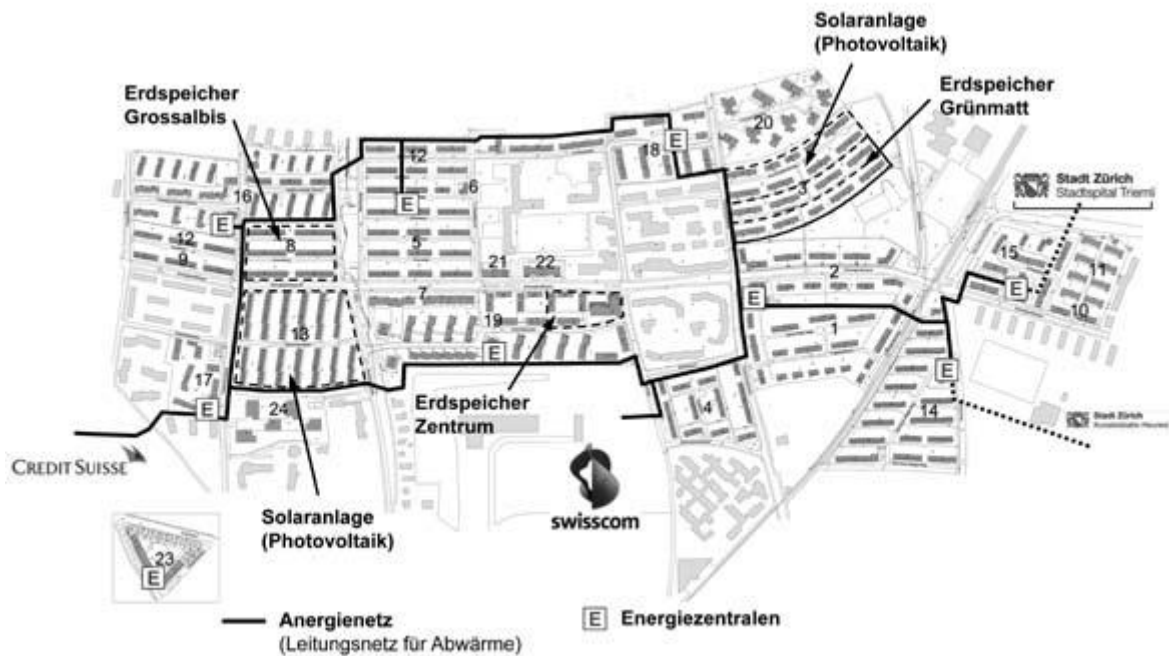 Solaranlage
(Photovoltaik)
Erdspeicher
Grossalbis
Erdspeicher
Grünmatt
20
12
18
6
3
16
E
E
E
Stadt Zürich
Stadtspital Triemli
12
9
8
5
21
22
2
15
11
E
10
7
E
13
19
1
E
E
17
E
24
Erdspeicher
Zentrum
4
14
Stadt Zürich
CREDIT SUISSE
swisscom
Solaranlage
(Photovoltaik)
23
E
Anergienetz
(Leitungsnetz für Abwärme)
E Energiezentralen